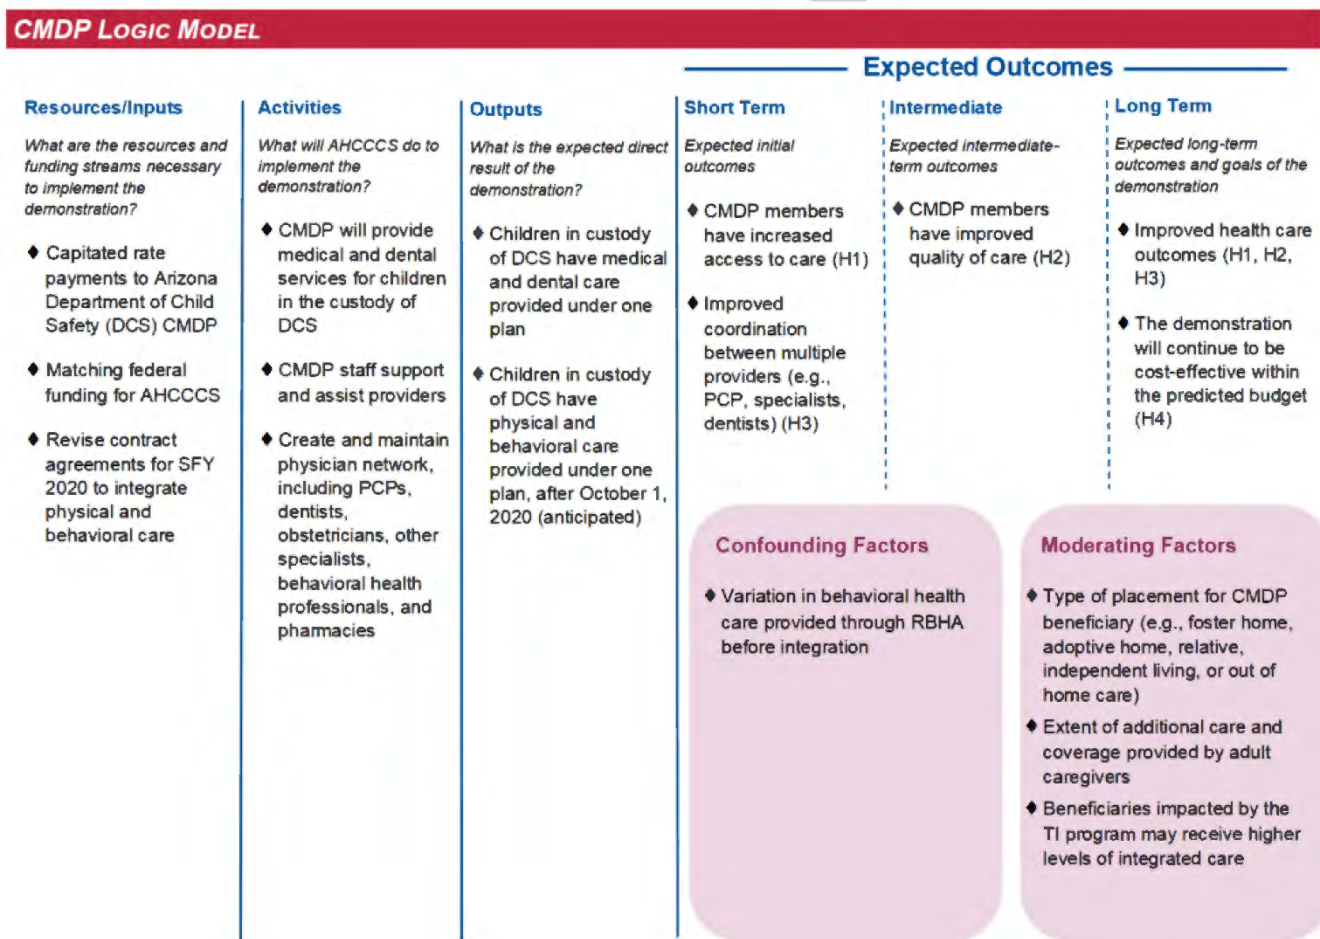 CMDP LOGIC MODEL
Expected Outcomes
Resources/Inputs
What are the resources and
funding streams necessary
to implement the
demonstration?
♦ Capitated rate
payments to Arizona
Department of Child
Safety (DCS) CMDP
♦ Matching federal
funding for AHCCCS
♦ Revise contract
agreements for SFY
2020 to integrate
physical and
behavioral care
Activities
What will AHCCCS do to
implement the
demonstration?
♦ CMDP will provide
medical and dental
services for children
in the custody of
DCS
♦ CMDP staff support
and assist providers
♦ Create and maintain
physician network,
including PCPs,
dentists,
obstetricians, other
specialists,
behavioral health
professionals, and
pharmacies
Outputs
What is the expected direct
result of the
demonstration?
♦ Children in custody
of DCS have medical
and dental care
provided under one
plan
♦ Children in custody
of DCS have
physical and
behavioral care
provided under one
plan, after October 1,
2020 (anticipated)
Short Term
Expected initial
outcomes
♦ CMDP members
have increased
access to care (H1)
♦ Improved
coordination
between multiple
providers (e.g.,
PCP, specialists,
dentists) (H3)
Intermediate
Expected intermediate-
term outcomes
♦ CMDP members
have improved
quality of care (H2)
Long Term
Expected long-term
outcomes and goals of the
demonstration
♦ Improved health care
outcomes (H1, H2,
H3)
♦ The demonstration
will continue to be
cost-effective within
the predicted budget
(H4)
Confounding Factors
♦ Variation in behavioral health
care provided through RBHA
before integration
Moderating Factors
♦ Type of placement for CMDP
beneficiary (e.g., foster home,
adoptive home, relative,
independent living, or out of
home care)
♦ Extent of additional care and
coverage provided by adult
caregivers
♦ Beneficiaries impacted by the
TI program may receive higher
levels of integrated care